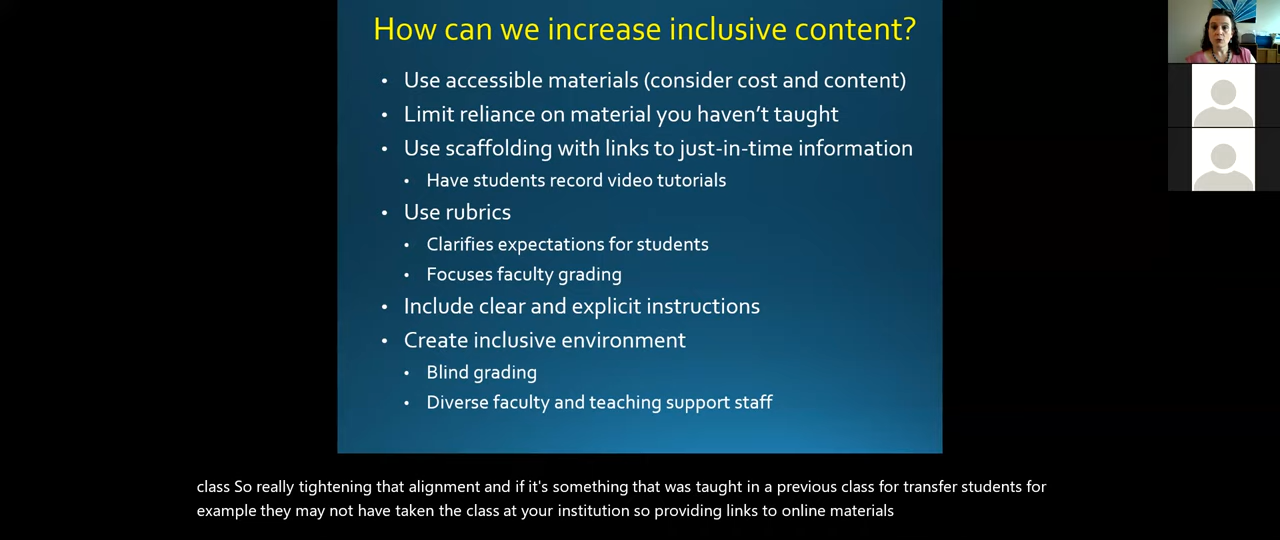 How can we increase inclusive content?
• Use accessible materials (consider cost and content)
• Limit reliance on material you haven't taught
• Use scaffolding with links to just-in-time information
• Have students record video tutorials
• Use rubrics
• Clarifies expectations for students
• Focuses faculty grading
• Include clear and explicit instructions
• Create inclusive environment
• Blind grading
• Diverse faculty and teaching support staff
class So really tightening that alignment and if it's something that was taught in a previous class for transfer students for
example they may not have taken the class at your institution so providing links to online materials